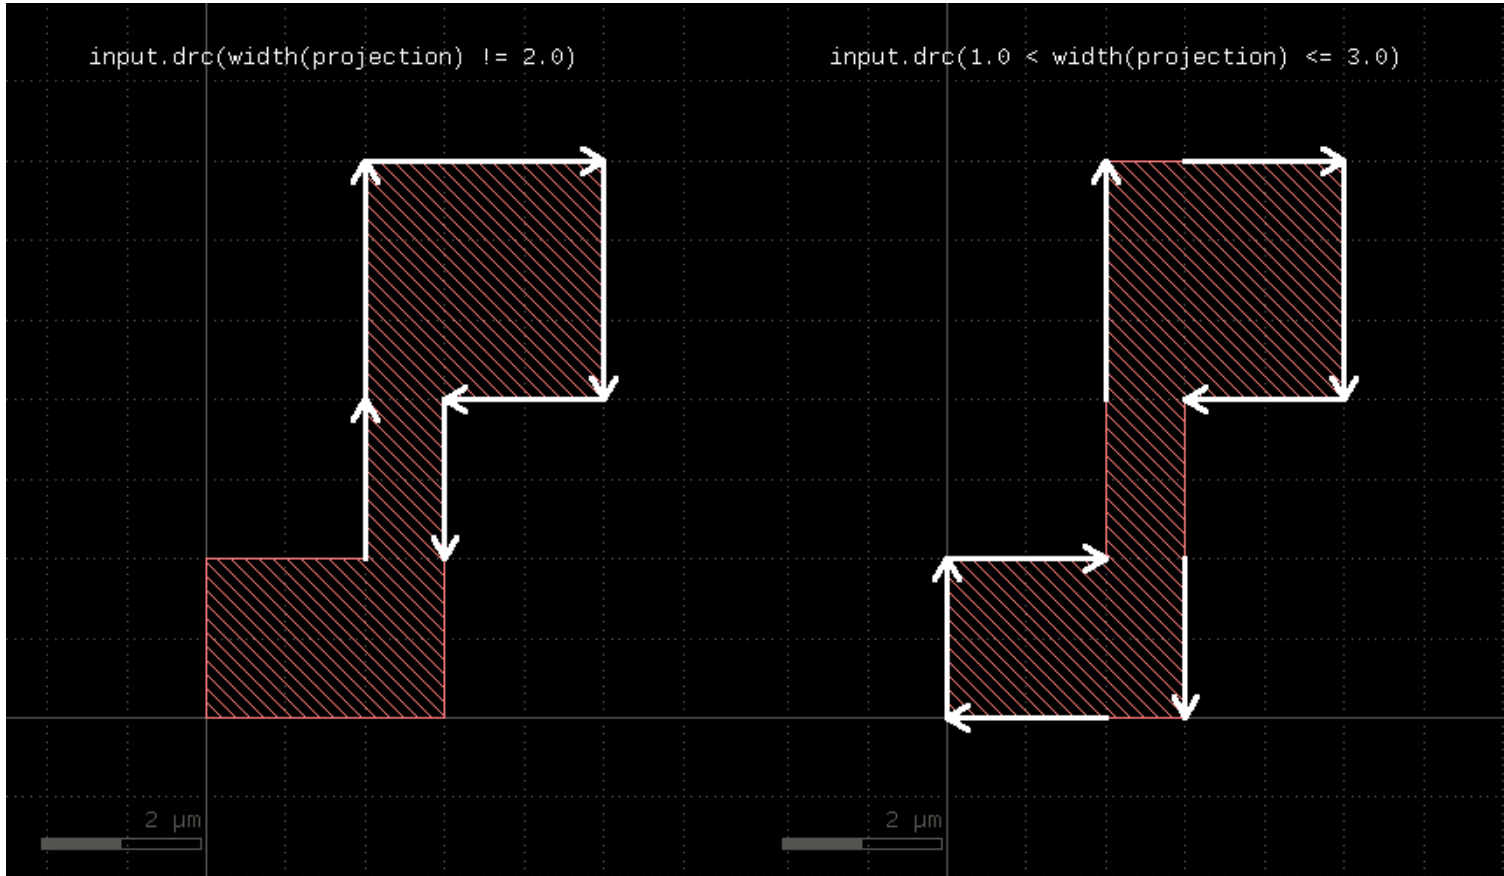 input.drc(width(projection) != 2.0)
input.drc(1.0 < width(projection) <= 3.0)
2 µm
2 µm